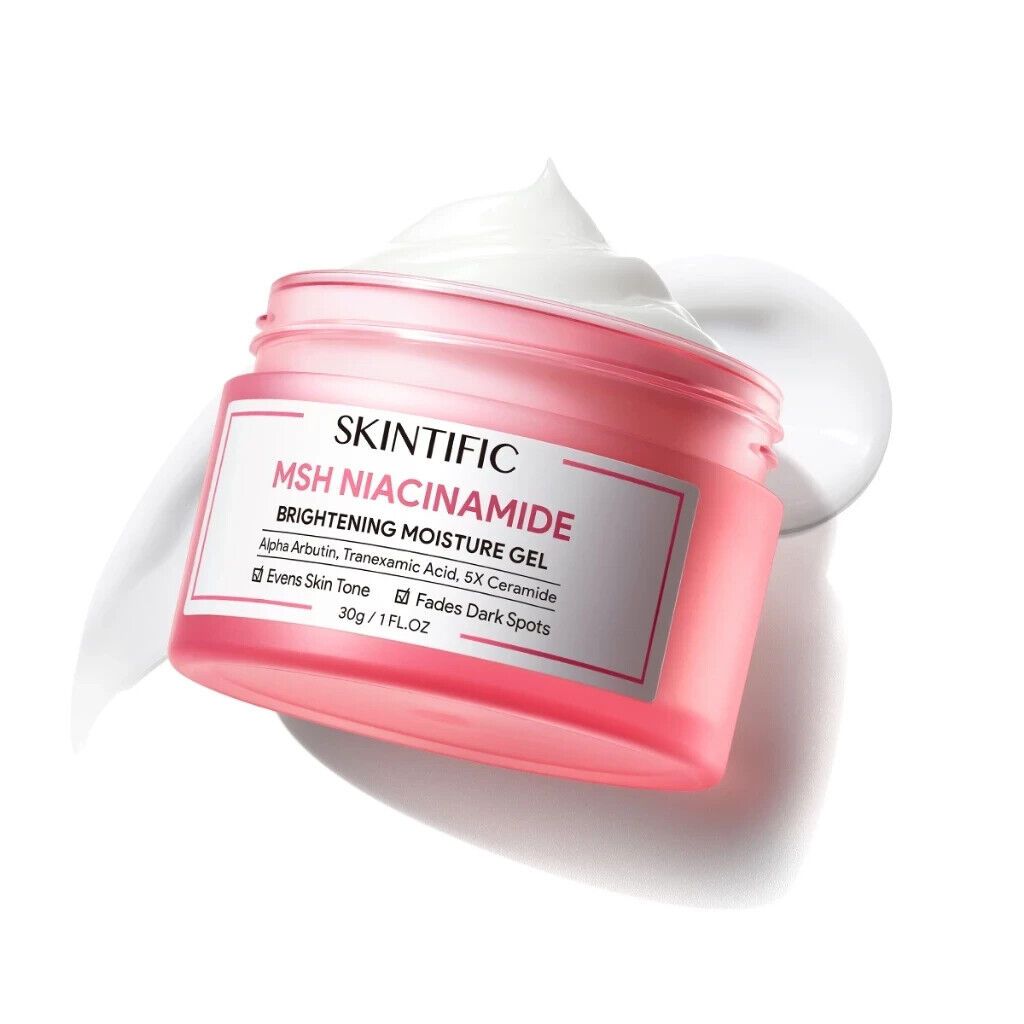 SKINTIFIC
MSH NIACINAMIDE
BRIGHTENING MOISTURE GEL
Alpha Arbutin, Tranexamic Acid, 5X Ceramide
☑ Evens Skin Tone ☑ Fades Dark Spots
30g / 1 FL.OZ